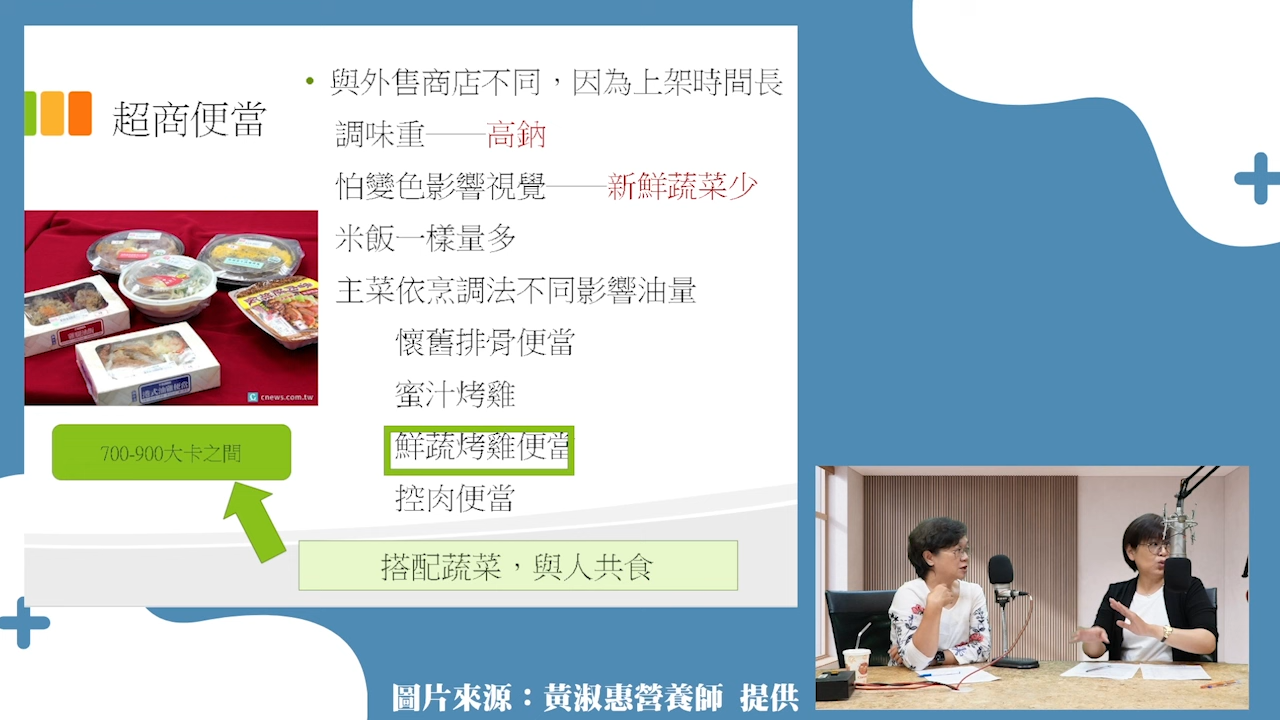 超商便當
與外售商店不同，因為上架時間長
調味重——高鈉
怕變色影響視覺——新鮮蔬菜少
米飯一樣量多
主菜依烹調法不同影響油量
懷舊排骨便當
蜜汁烤雞
鮮蔬烤雞便當
控肉便當
cnews.com.tw
700-900大卡之間
搭配蔬菜，與人共食
圖片來源：黃淑惠營養師 提供